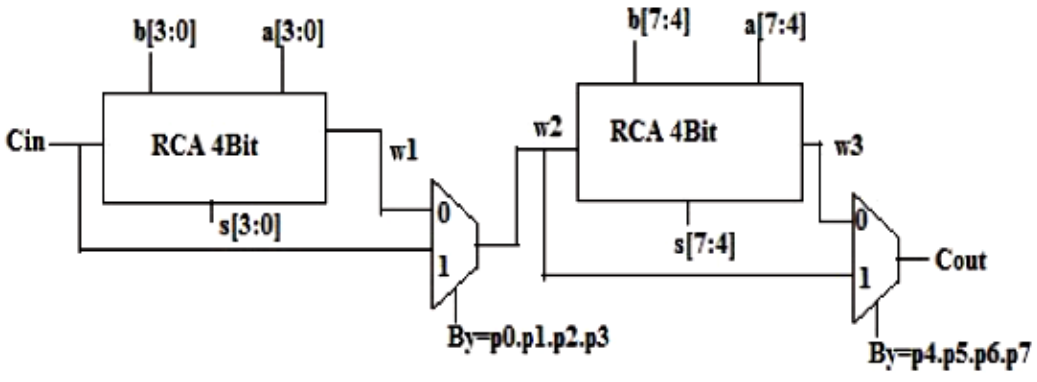 b[3:0]
a[3:0]
b[7:4]
a[7:4]
Cin
RCA 4Bit
w1
w2
RCA 4Bit
w3
s[3:0]
0
1
s[7:4]
0
1
Cout
By=p0.p1.p2.p3
By=p4.p5.p6.p7